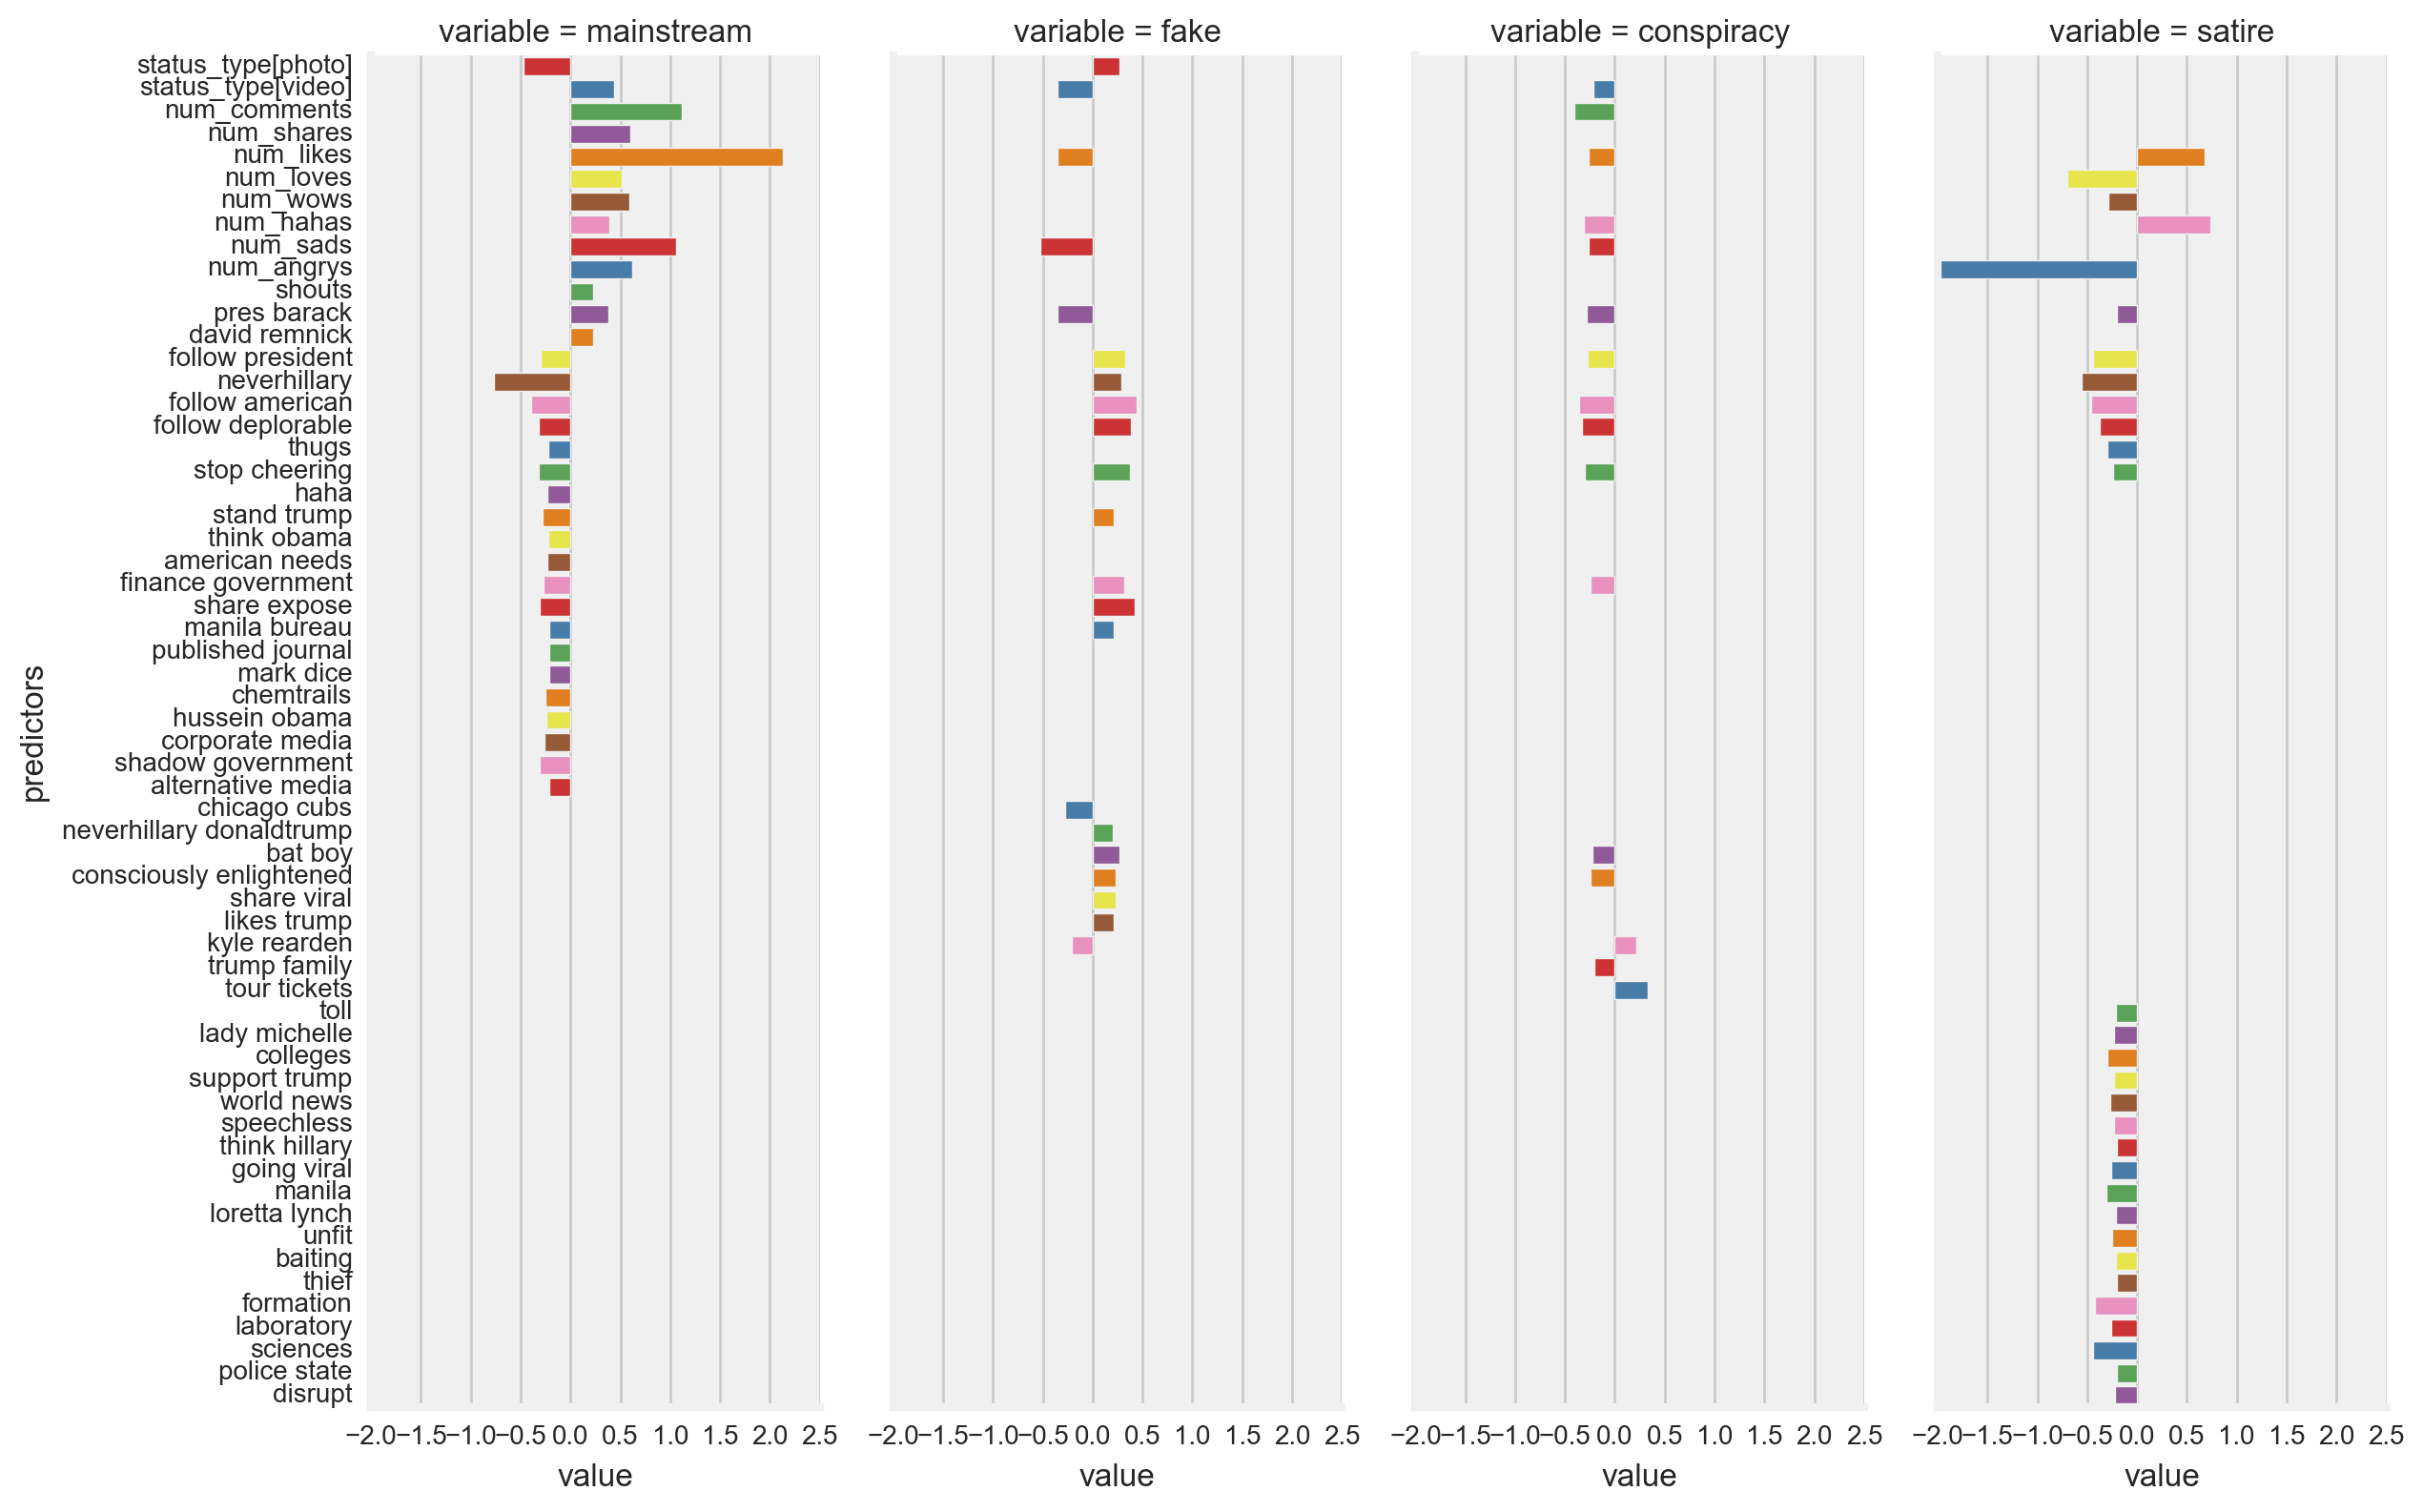 variable = mainstream
variable = fake
variable = conspiracy
variable = satire
predictors
status_type[photo]
status_type[video]
num_comments
num_shares
num_likes
num_loves
num_wows
num_hahas
num_sads
num_angrys
shouts
pres barack
david remnick
follow president
neverhillary
follow american
follow deplorable
thugs
stop cheering
haha
stand trump
think obama
american needs
finance government
share expose
manila bureau
published journal
mark dice
chemtrails
hussein obama
corporate media
shadow government
alternative media
chicago cubs
neverhillary donaldtrump
bat boy
consciously enlightened
share viral
likes trump
kyle rearden
trump family
tour tickets
toll
lady michelle
colleges
support trump
world news
speechless
think hillary
going viral
manila
loretta lynch
unfit
baiting
thief
formation
laboratory
sciences
police state
disrupt
−2.0 −1.5 −1.0 −0.5 0.0 0.5 1.0 1.5 2.0 2.5
−2.0 −1.5 −1.0 −0.5 0.0 0.5 1.0 1.5 2.0 2.5
−2.0 −1.5 −1.0 −0.5 0.0 0.5 1.0 1.5 2.0 2.5
−2.0 −1.5 −1.0 −0.5 0.0 0.5 1.0 1.5 2.0 2.5
value
value
value
value